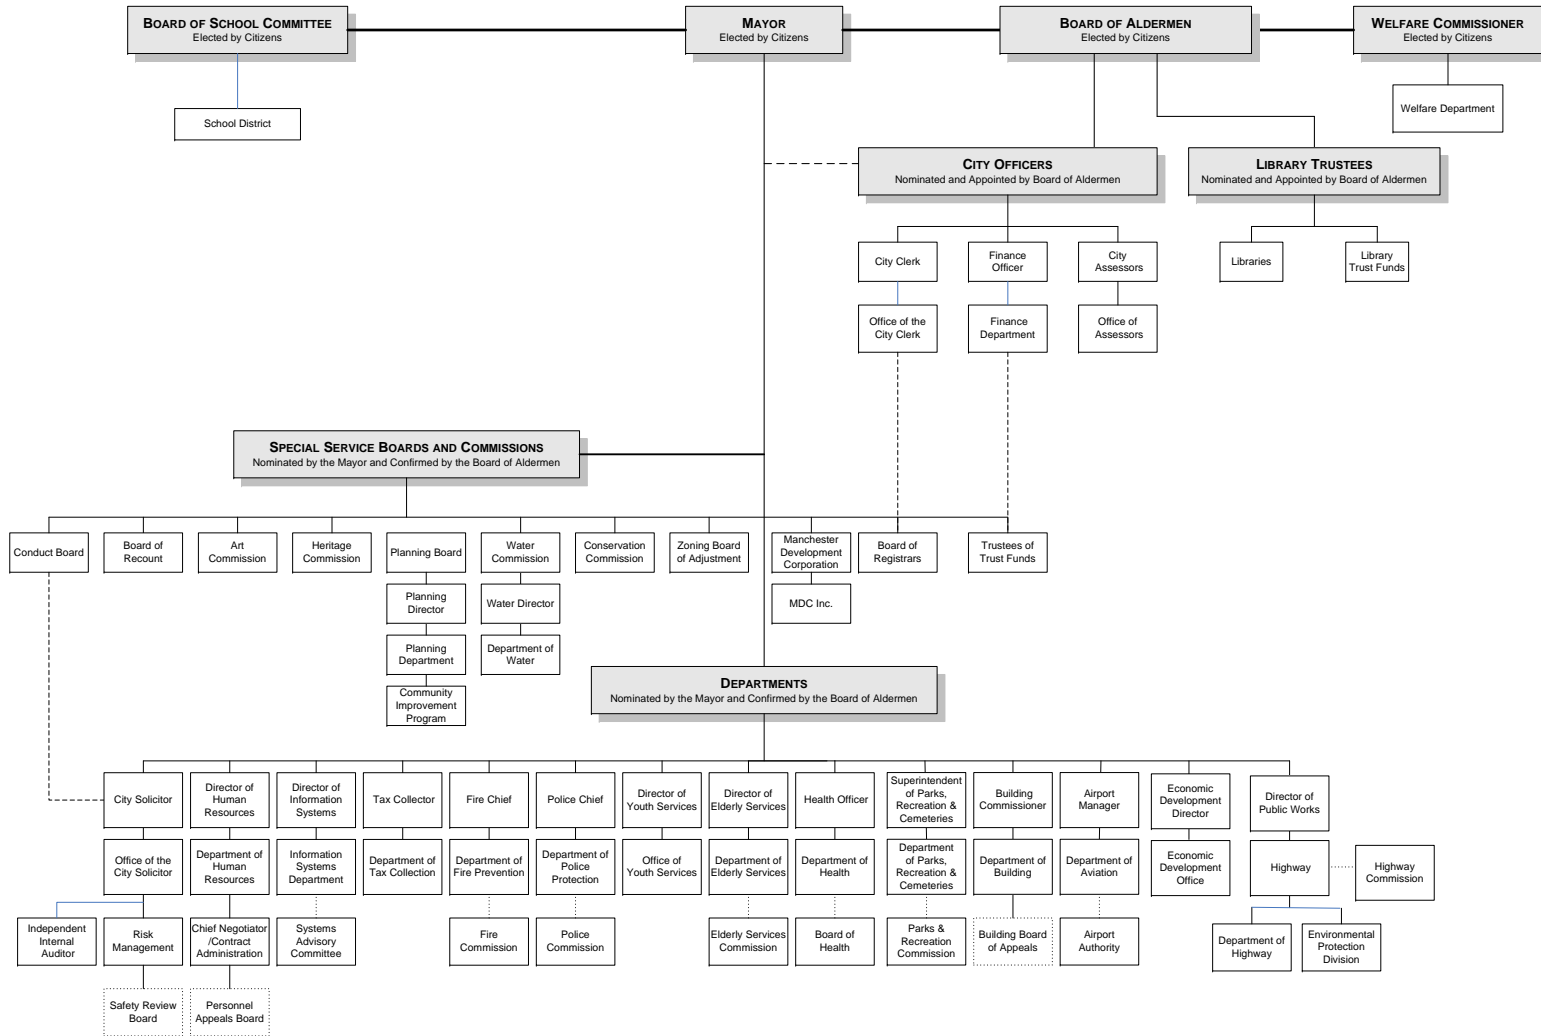 BOARD OF SCHOOL COMMITTEE
Elected by Citizens
MAYOR
Elected by Citizens
BOARD OF ALDERMEN
Elected by Citizens
WELFARE COMMISSIONER
Elected by Citizens
School District
Welfare Department
CITY OFFICERS
Nominated and Appointed by Board of Aldermen
LIBRARY TRUSTEES
Nominated and Appointed by Board of Aldermen
City Clerk
Finance
Officer
City
Assessors
Libraries
Library
Trust Funds
Office of the
City Clerk
Finance
Department
Office of
Assessors
SPECIAL SERVICE BOARDS AND COMMISSIONS
Nominated by the Mayor and Confirmed by the Board of Aldermen
Conduct Board
Board of
Recount
Art
Commission
Heritage
Commission
Planning Board
Water
Commission
Conservation
Commission
Zoning Board
of Adjustment
Manchester
Development
Corporation
Board of
Registrars
Trustees of
Trust Funds
Planning
Director
Water Director
MDC Inc.
Planning
Department
Department of
Water
Community
Improvement
Program
DEPARTMENTS
Nominated by the Mayor and Confirmed by the Board of Aldermen
City Solicitor
Director of
Human
Resources
Director of
Information
Systems
Tax Collector
Fire Chief
Police Chief
Director of
Youth Services
Director of
Elderly Services
Health Officer
Superintendent
of Parks,
Recreation &
Cemeteries
Building
Commissioner
Airport
Manager
Economic
Development
Director
Director of
Public Works
Office of the
City Solicitor
Department of
Human
Resources
Information
Systems
Department
Department of
Tax Collection
Department of
Fire Prevention
Department of
Police
Protection
Office of
Youth Services
Department of
Elderly Services
Department of
Health
Department
of Parks,
Recreation &
Cemeteries
Department of
Building
Department of
Aviation
Economic
Development
Office
Highway
Highway
Commission
Independent
Internal
Auditor
Risk
Management
Chief Negotiator
/Contract
Administration
Systems
Advisory
Committee
Fire
Commission
Police
Commission
Elderly Services
Commission
Board of
Health
Parks &
Recreation
Commission
Building Board
of Appeals
Airport
Authority
Department of
Highway
Environmental
Protection
Division
Safety Review
Board
Personnel
Appeals Board